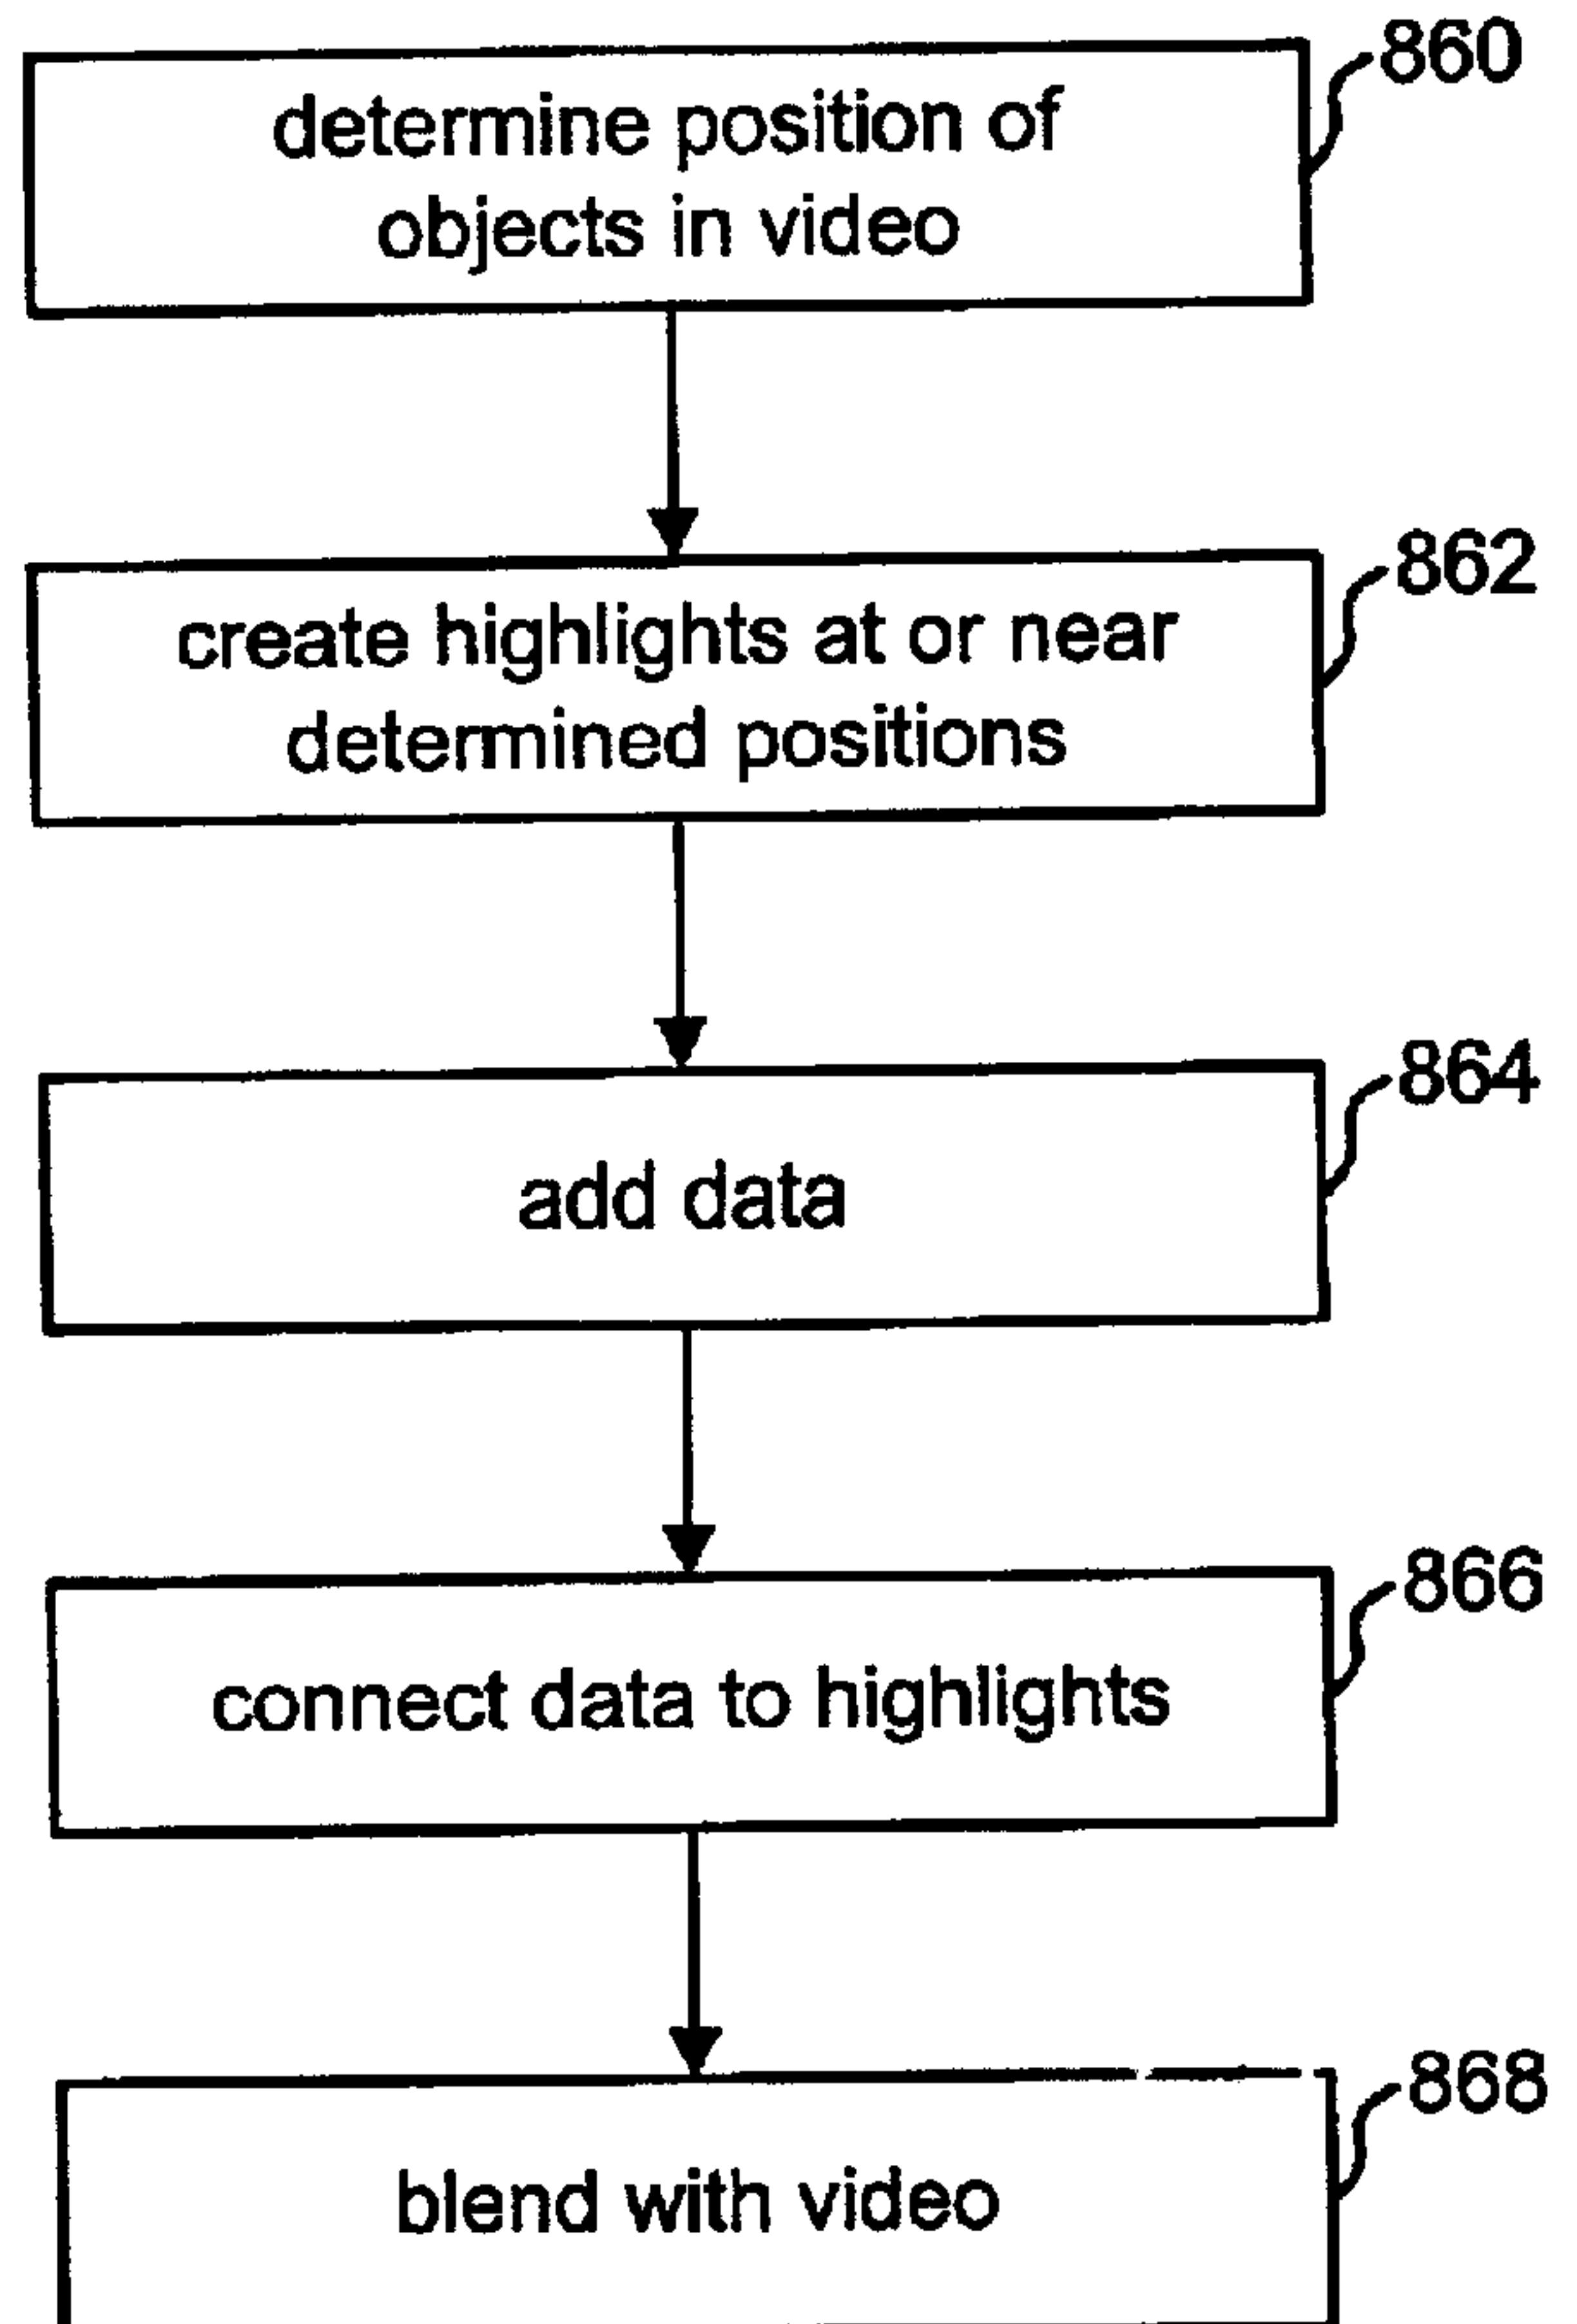 860
determine position of
objects in video
862
create highlights at or near
determined positions
864
add data
866
connect data to highlights
868
blend with video